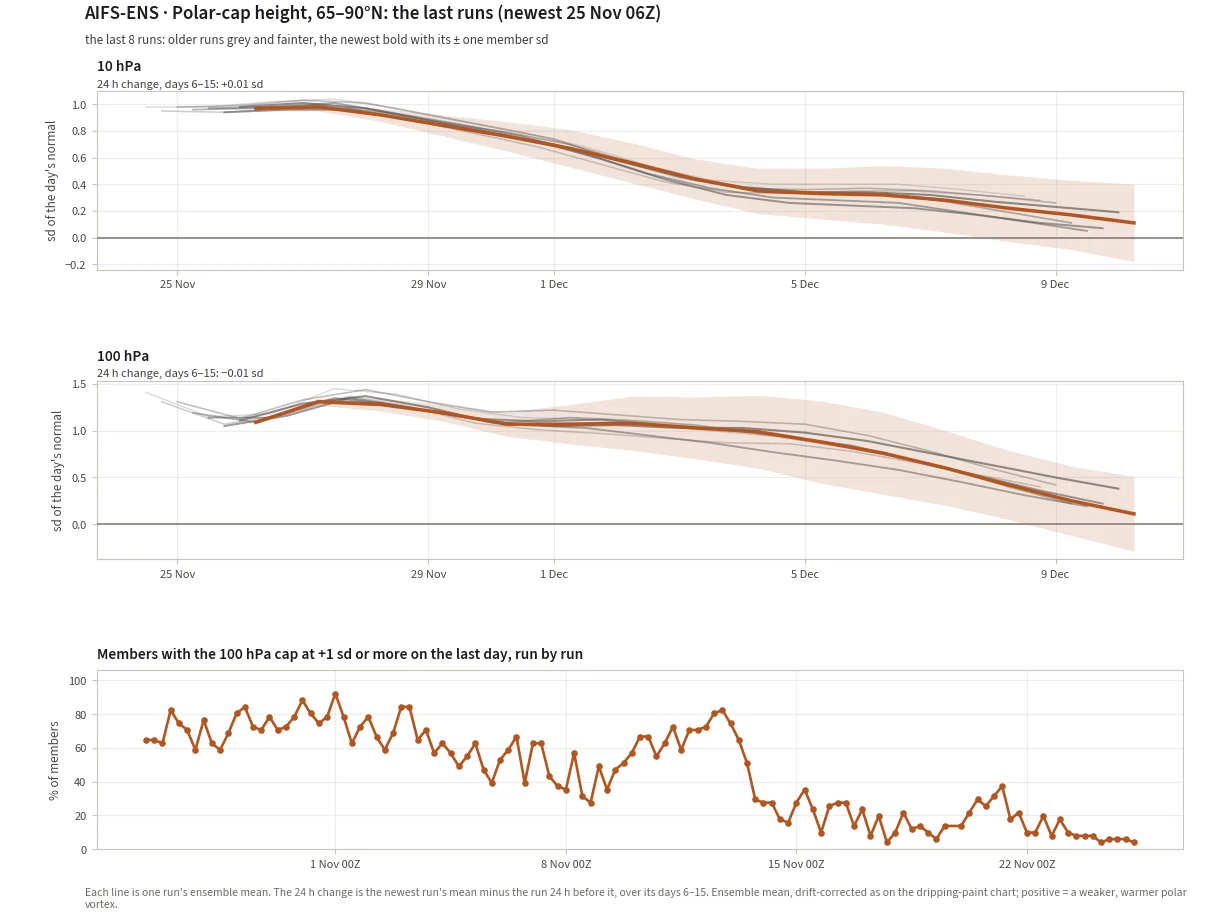 AIFS-ENS · Polar-cap height, 65–90°N: the last runs (newest 25 Nov 06Z)
the last 8 runs: older runs grey and fainter, the newest bold with its ± one member sd
10 hPa
24 h change, days 6–15: +0.01 sd
sd of the day's normal
1.0
0.8
0.6
0.4
0.2
0.0
−0.2
25 Nov
29 Nov
1 Dec
5 Dec
9 Dec
100 hPa
24 h change, days 6–15: −0.01 sd
sd of the day's normal
1.5
1.0
0.5
0.0
25 Nov
29 Nov
1 Dec
5 Dec
9 Dec
Members with the 100 hPa cap at +1 sd or more on the last day, run by run
% of members
100
80
60
40
20
0
1 Nov 00Z
8 Nov 00Z
15 Nov 00Z
22 Nov 00Z
Each line is one run's ensemble mean. The 24 h change is the newest run's mean minus the run 24 h before it, over its days 6–15. Ensemble mean, drift-corrected as on the dripping-paint chart; positive = a weaker, warmer polar
vortex.